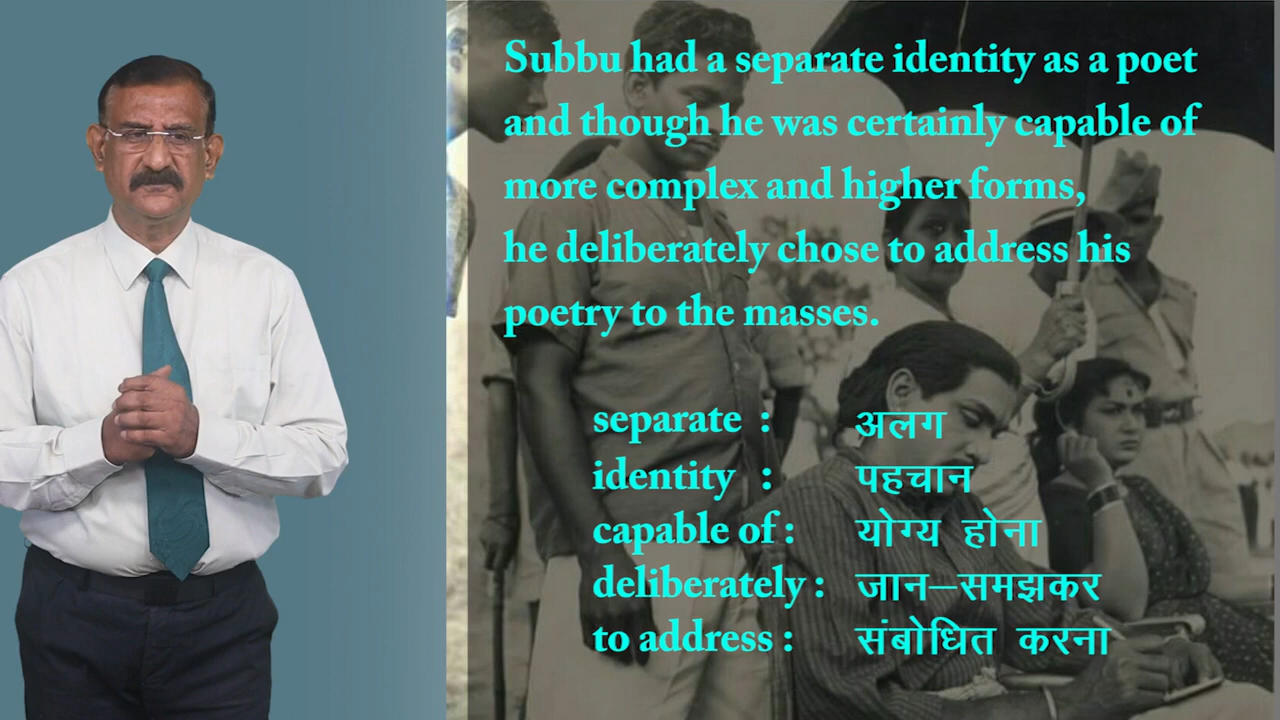 Subbu had a separate identity as a poet
and though he was certainly capable of
more complex and higher forms,
he deliberately chose to address his
poetry to the masses.
separate : अलग
identity : पहचान
capable of : योग्य होना
deliberately : जान–समझकर
to address : संबोधित करना